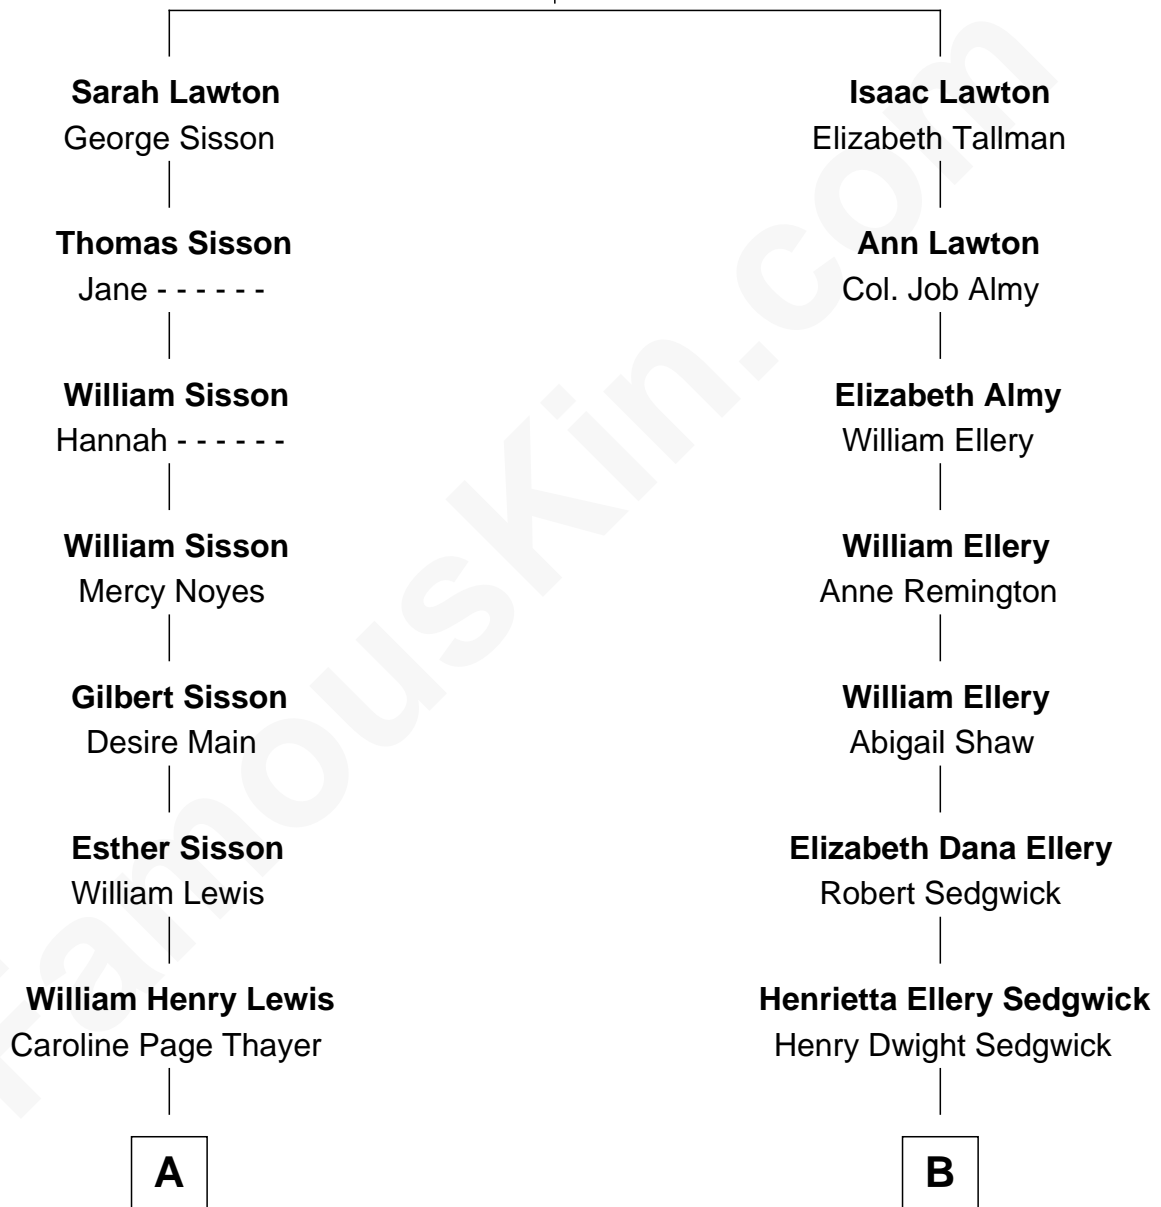 Sarah Lawton
George Sisson
Thomas Sisson
Jane - - - - - -
William Sisson
Hannah - - - - - -
William Sisson
Mercy Noyes
Gilbert Sisson
Desire Main
Esther Sisson
William Lewis
William Henry Lewis
Caroline Page Thayer
A
Isaac Lawton
Elizabeth Tallman
Ann Lawton
Col. Job Almy
Elizabeth Almy
William Ellery
William Ellery
Anne Remington
William Ellery
Abigail Shaw
Elizabeth Dana Ellery
Robert Sedgwick
Henrietta Ellery Sedgwick
Henry Dwight Sedgwick
B
FamousKin.com